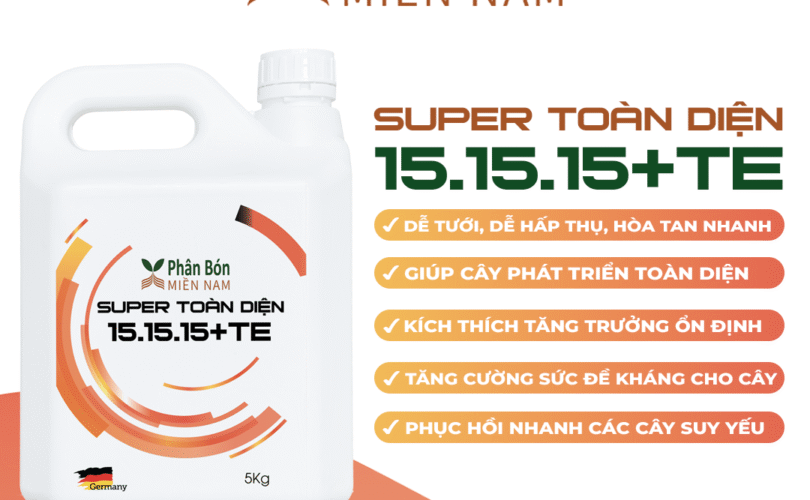 MIỀN NAM
SUPER TOÀN DIỆN
15.15.15+TE
DỄ TƯỚI, DỄ HẤP THỤ, HÒA TAN NHANH
GIÚP CÂY PHÁT TRIỂN TOÀN DIỆN
KÍCH THÍCH TĂNG TRƯỞNG ỔN ĐỊNH
TĂNG CƯỜNG SỨC ĐỀ KHÁNG CHO CÂY
PHỤC HỒI NHANH CÁC CÂY SUY YẾU
Phân Bón
MIỀN NAM
SUPER TOÀN DIỆN
15.15.15+TE
Germany
5Kg